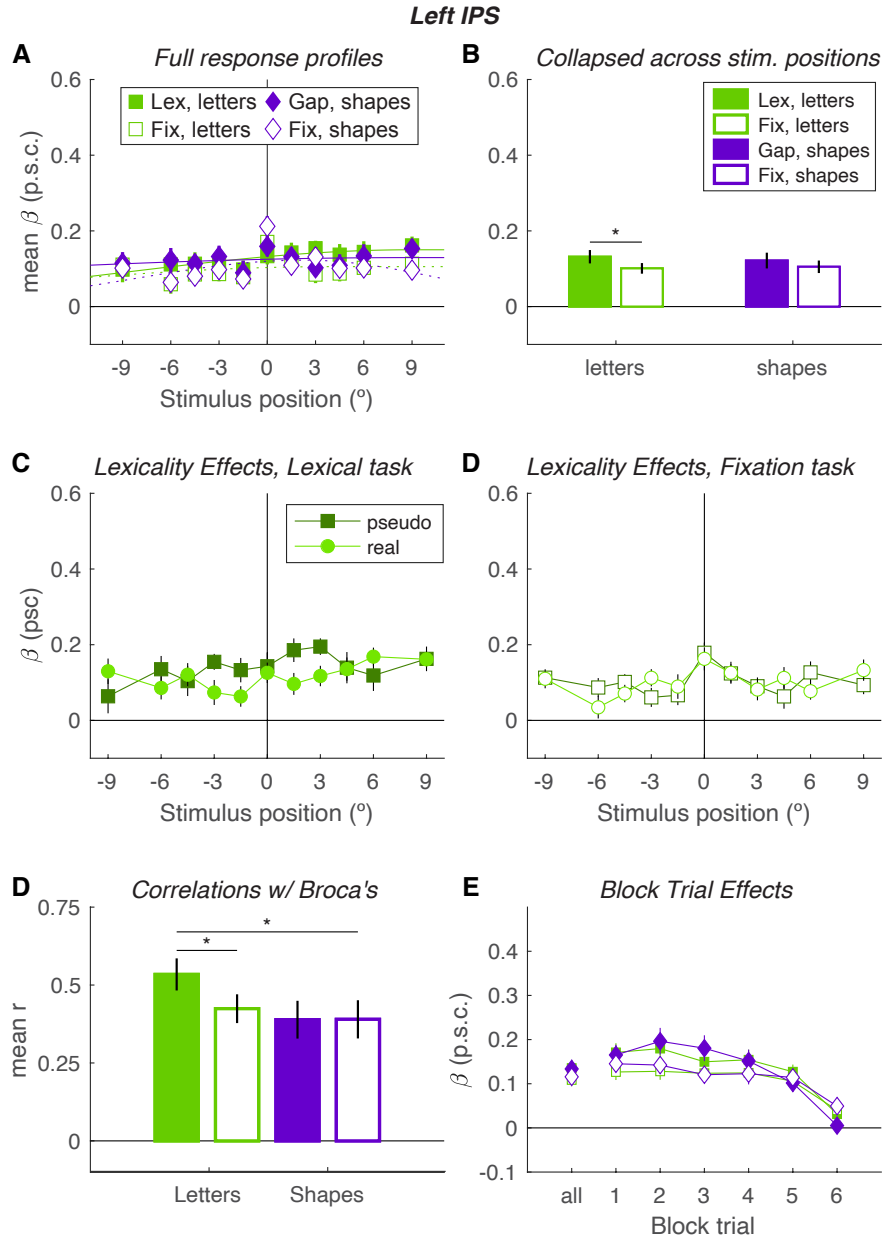 Left IPS
A
Full response profiles
0.6
0.4
0.2
0
mean β (p.s.c.)
Lex, letters
Gap, shapes
Fix, letters
Fix, shapes
-9 -6 -3 0 3 6 9
Stimulus position (º)
B
Collapsed across stim. positions
0.6
0.4
0.2
0
Lex, letters
Fix, letters
Gap, shapes
Fix, shapes
*
letters shapes
C
Lexicality Effects, Lexical task
0.6
0.4
0.2
0
β (psc)
pseudo
real
-9 -6 -3 0 3 6 9
Stimulus position (º)
D
Lexicality Effects, Fixation task
0.6
0.4
0.2
0
-9 -6 -3 0 3 6 9
Stimulus position (º)
D
Correlations w/ Broca's
0.75
0.5
0.25
0
mean r
*
*
Letters Shapes
E
Block Trial Effects
0.4
0.3
0.2
0.1
0
-0.1
β (p.s.c.)
all 1 2 3 4 5 6
Block trial